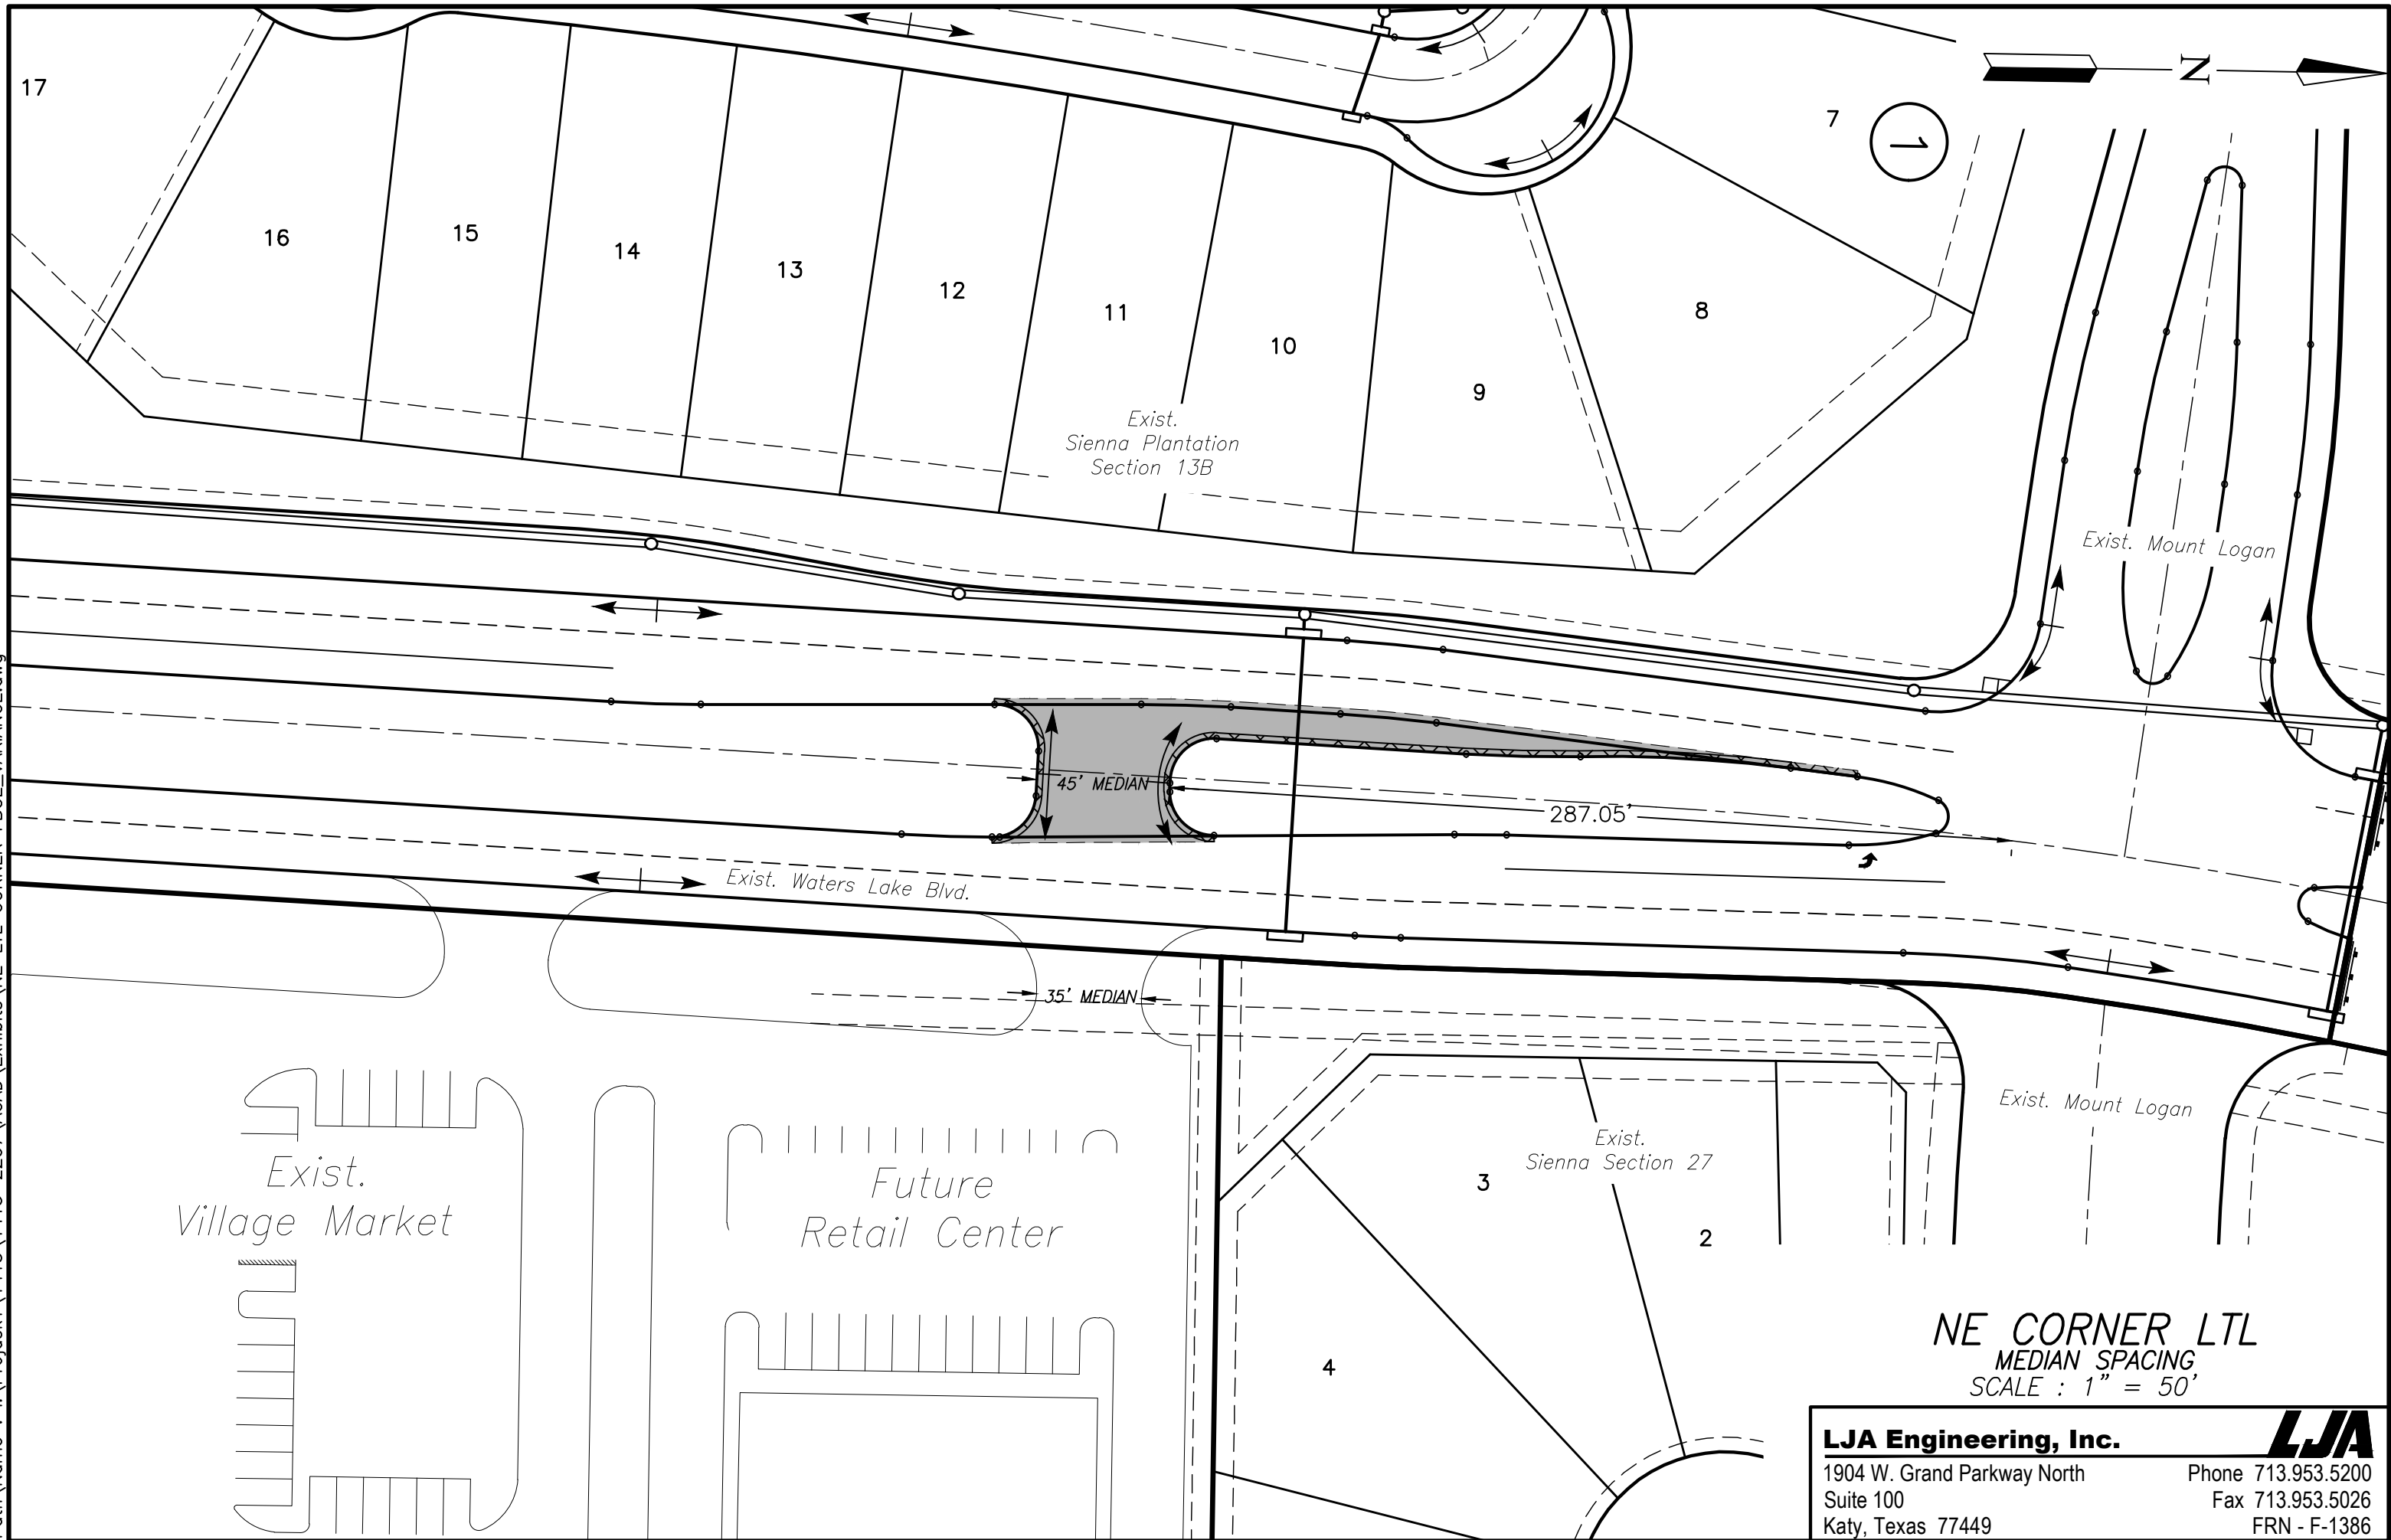 17
N
7
1
16
15
14
13
12
11
10
9
8
Exist.
Sienna Plantation
Section 13B
Exist. Mount Logan
45' MEDIAN
287.05'
Exist. Waters Lake Blvd.
35' MEDIAN
Exist. Mount Logan
Exist.
Sienna Section 27
3
2
4
Exist.
Village Market
Future
Retail Center
NE CORNER LTL
MEDIAN SPACING
SCALE : 1" = 50'
LJA Engineering, Inc.
LJA
1904 W. Grand Parkway North
Suite 100
Katy, Texas 77449
Phone 713.953.5200
Fax 713.953.5026
FRN - F-1386